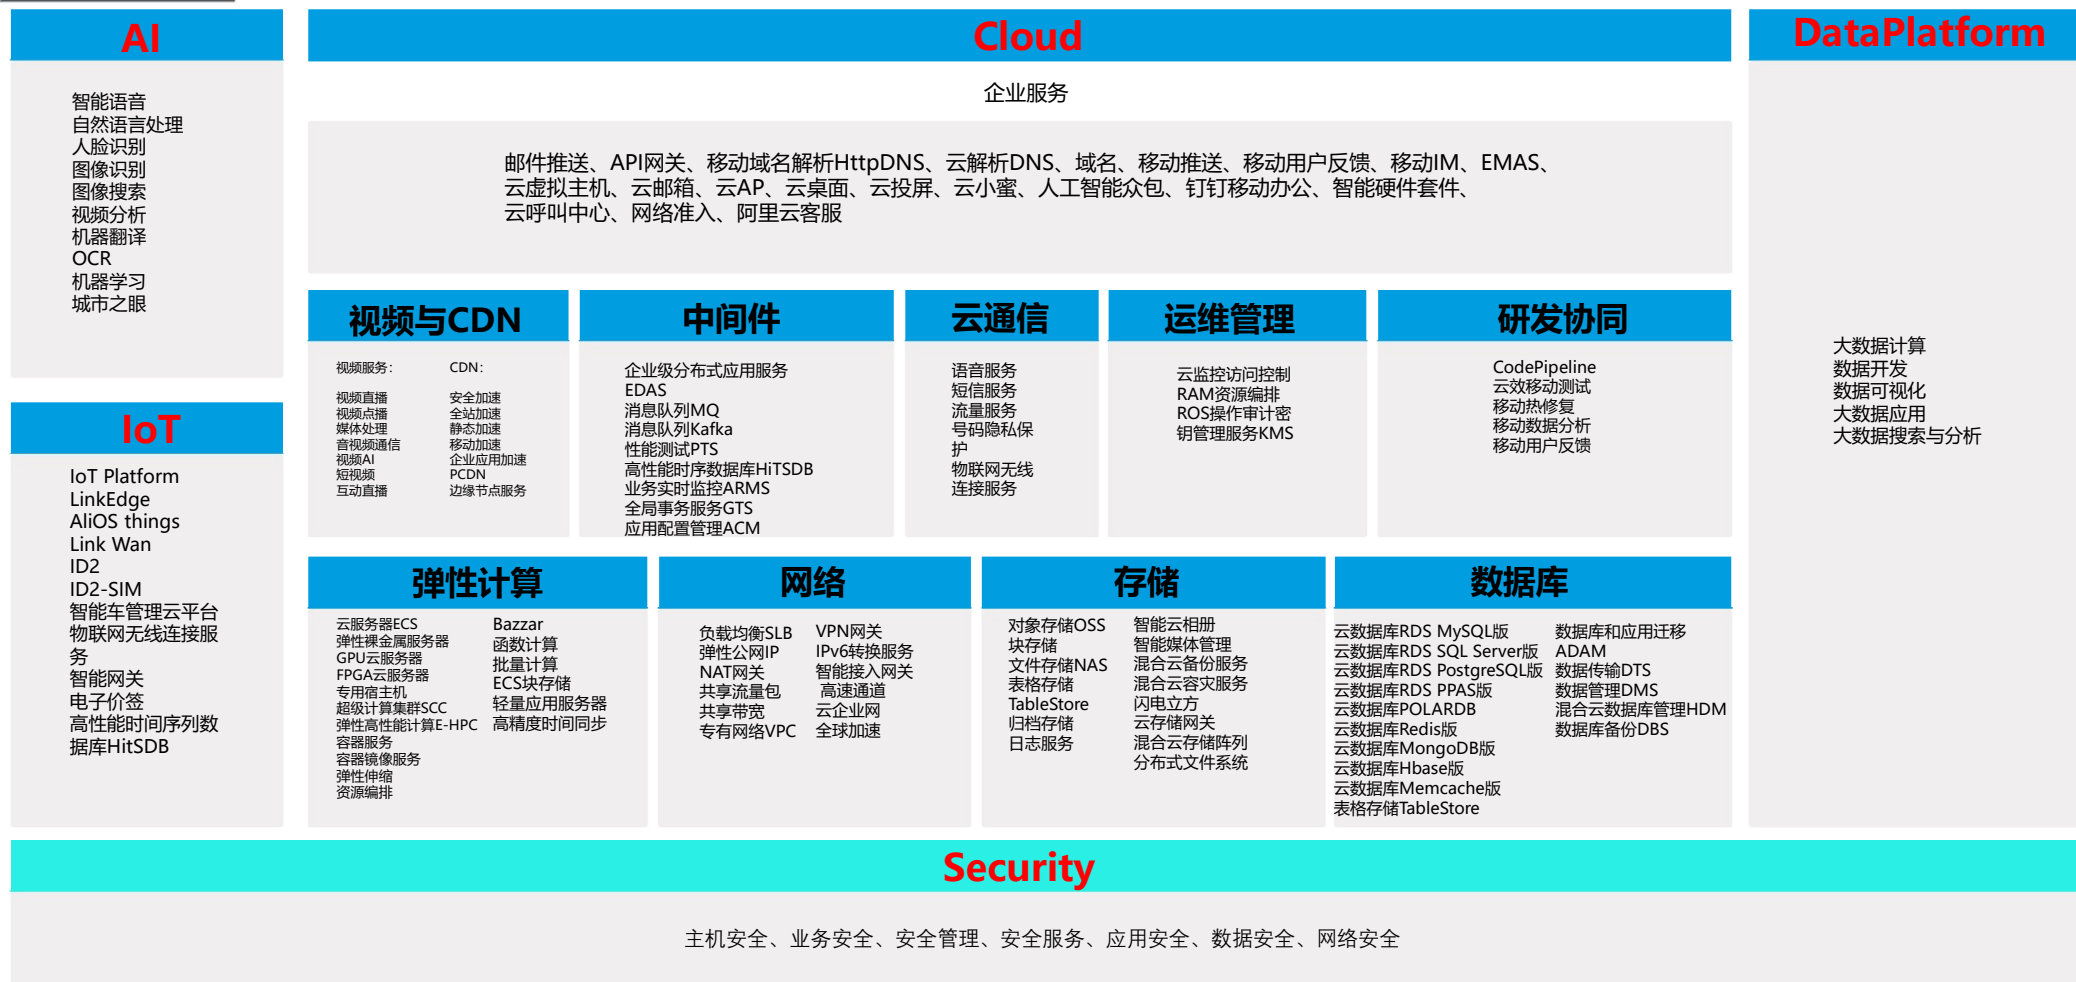 AI
智能语音
自然语言处理
人脸识别
图像识别
图像搜索
视频分析
机器翻译
OCR
机器学习
城市之眼
IoT
IoT Platform
LinkEdge
AliOS things
Link Wan
ID2
ID2-SIM
智能车管理云平台
物联网无线连接服
务
智能网关
电子价签
高性能时间序列数
据库HitSDB
Cloud
企业服务
邮件推送、API网关、移动域名解析HttpDNS、云解析DNS、域名、移动推送、移动用户反馈、移动IM、EMAS、
云虚拟主机、云邮箱、云AP、云桌面、云投屏、云小蜜、人工智能众包、钉钉移动办公、智能硬件套件、
云呼叫中心、网络准入、阿里云客服
视频与CDN
视频服务：
视频直播
视频点播
媒体处理
音视频通信
视频AI
短视频
互动直播
CDN：
安全加速
全站加速
静态加速
移动加速
企业应用加速
PCDN
边缘节点服务
中间件
企业级分布式应用服务
EDAS
消息队列MQ
消息队列Kafka
性能测试PTS
高性能时序数据库HiTSDB
业务实时监控ARMS
全局事务服务GTS
应用配置管理ACM
云通信
语音服务
短信服务
流量服务
号码隐私保
护
物联网无线
连接服务
运维管理
云监控访问控制
RAM资源编排
ROS操作审计密
钥管理服务KMS
研发协同
CodePipeline
云效移动测试
移动热修复
移动数据分析
移动用户反馈
弹性计算
云服务器ECS
弹性裸金属服务器
GPU云服务器
FPGA云服务器
专用宿主机
超级计算集群SCC
弹性高性能计算E-HPC
容器服务
容器镜像服务
弹性伸缩
资源编排
Bazzar
函数计算
批量计算
ECS块存储
轻量应用服务器
高精度时间同步
网络
负载均衡SLB
弹性公网IP
NAT网关
共享流量包
共享带宽
专有网络VPC
VPN网关
IPv6转换服务
智能接入网关
高速通道
云企业网
全球加速
存储
对象存储OSS
块存储
文件存储NAS
表格存储
TableStore
归档存储
日志服务
智能云相册
智能媒体管理
混合云备份服务
混合云容灾服务
闪电立方
云存储网关
混合云存储阵列
分布式文件系统
数据库
云数据库RDS MySQL版
云数据库RDS SQL Server版
云数据库RDS PostgreSQL版
云数据库RDS PPAS版
云数据库POLARDB
云数据库Redis版
云数据库MongoDB版
云数据库Hbase版
云数据库Memcache版
表格存储TableStore
数据库和应用迁移
ADAM
数据传输DTS
数据管理DMS
混合云数据库管理HDM
数据库备份DBS
DataPlatform
大数据计算
数据开发
数据可视化
大数据应用
大数据搜索与分析
Security
主机安全、业务安全、安全管理、安全服务、应用安全、数据安全、网络安全